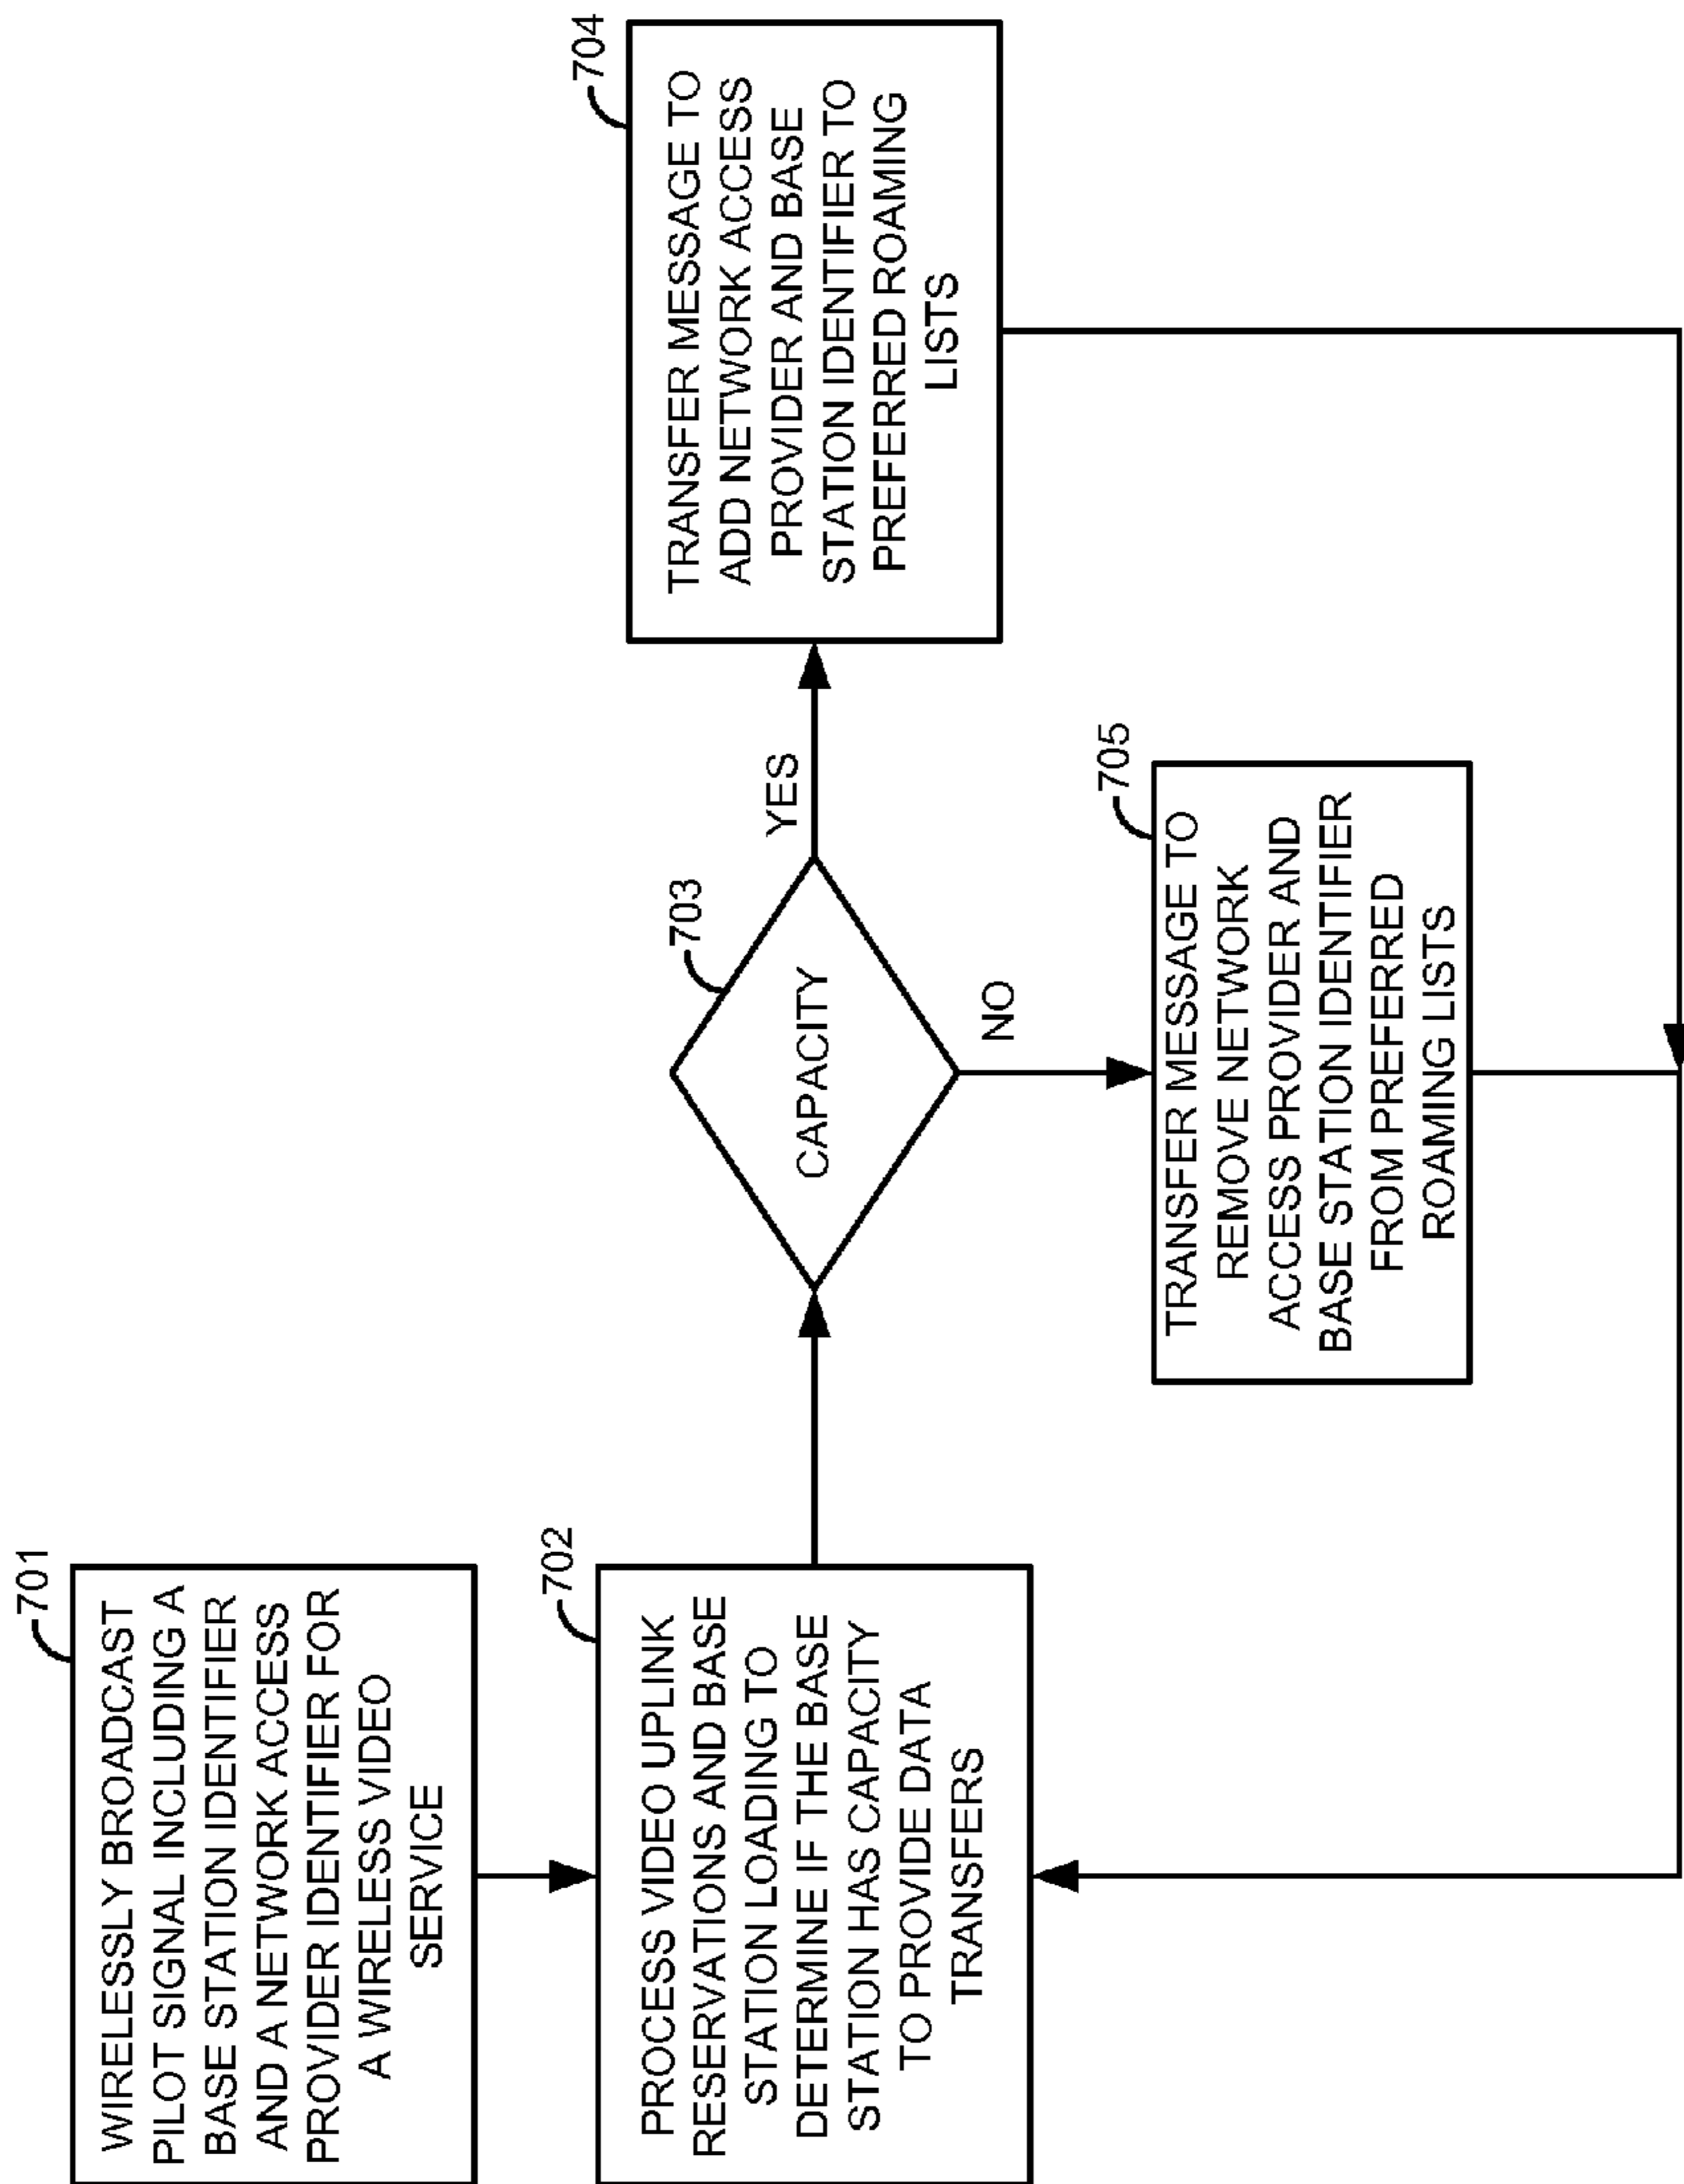 701
WIRELESSLY BROADCAST
PILOT SIGNAL INCLUDING A
BASE STATION IDENTIFIER
AND A NETWORK ACCESS
PROVIDER IDENTIFIER FOR
A WIRELESS VIDEO
SERVICE
702
PROCESS VIDEO UPLINK
RESERVATIONS AND BASE
STATION LOADING TO
DETERMINE IF THE BASE
STATION HAS CAPACITY
TO PROVIDE DATA
TRANSFERS
703
CAPACITY
YES
NO
704
TRANSFER MESSAGE TO
ADD NETWORK ACCESS
PROVIDER AND BASE
STATION IDENTIFIER TO
PREFERRED ROAMING
LISTS
705
TRANSFER MESSAGE TO
REMOVE NETWORK
ACCESS PROVIDER AND
BASE STATION IDENTIFIER
FROM PREFERRED
ROAMING LISTS